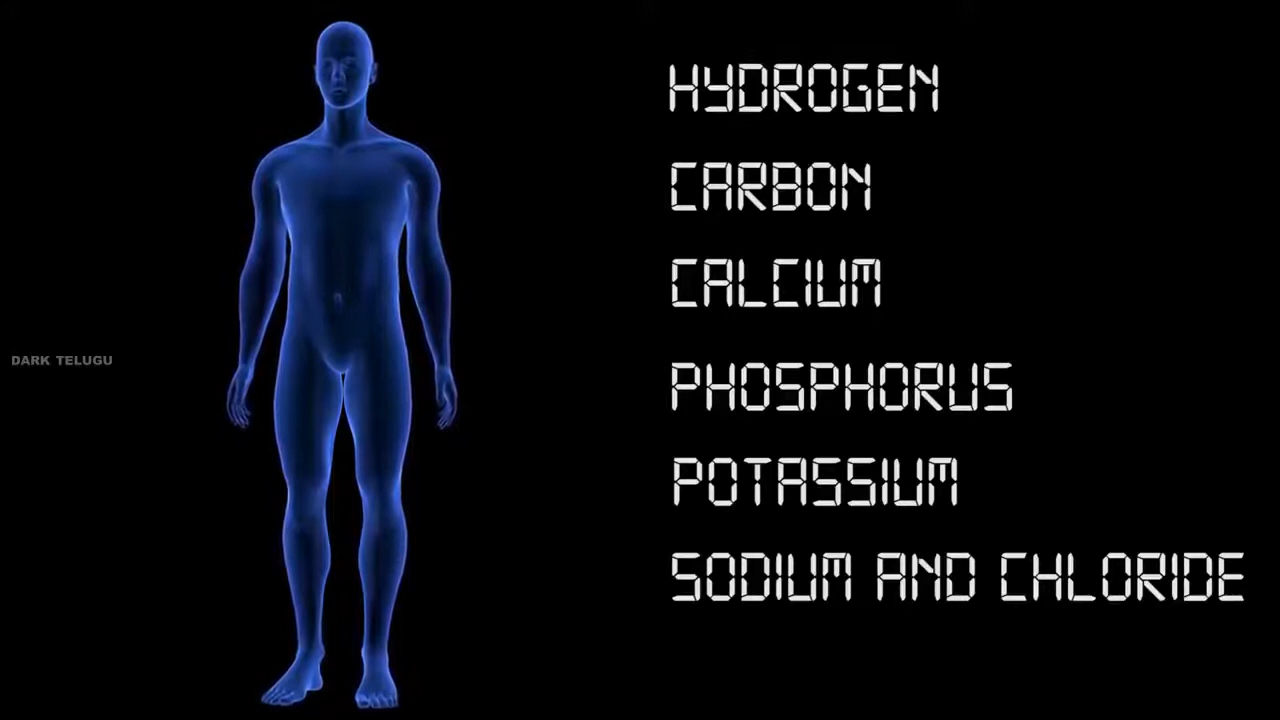 HYDROGEN
CARBON
CALCIUM
PHOSPHORUS
POTASSIUM
SODIUM AND CHLORIDE
DARK TELUGU